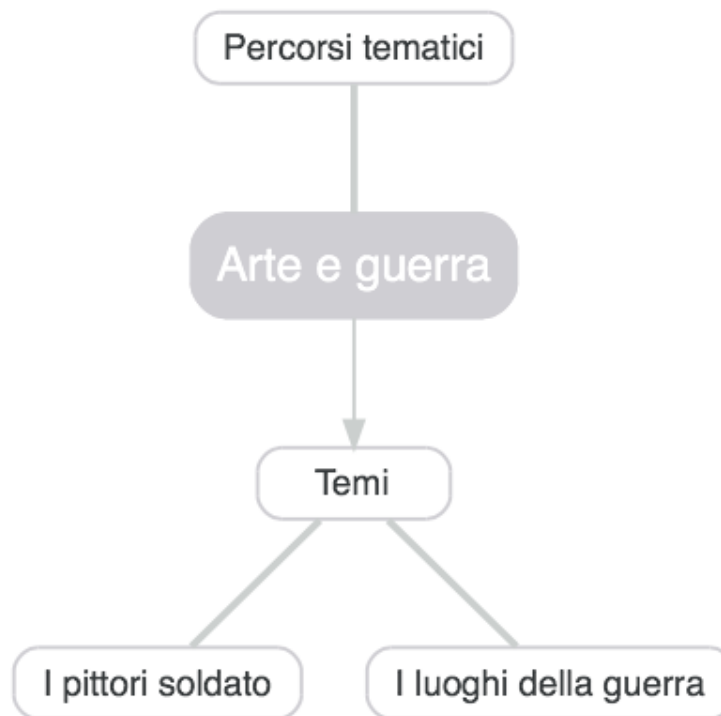 Percorsi tematici
Arte e guerra
Temi
I pittori soldato
I luoghi della guerra